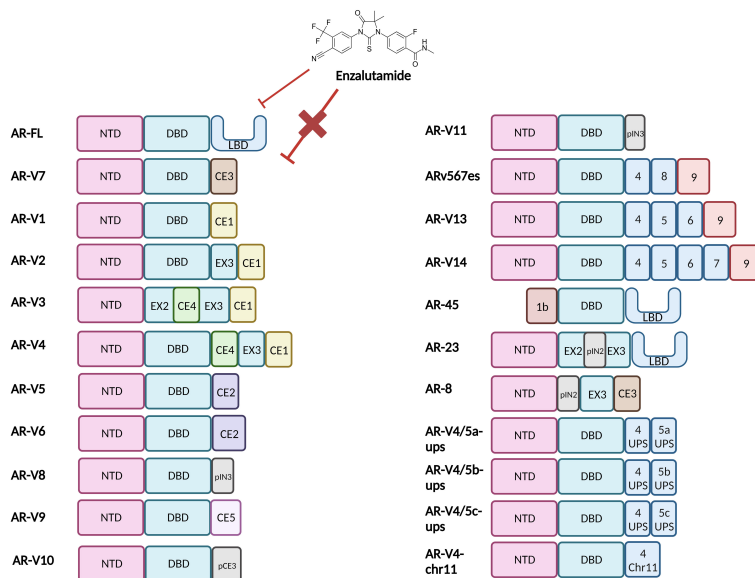 F
F
F
O
N
N
S
N
F
H
N
O
Enzalutamide
AR-FL NTD DBD LBD
AR-V7 NTD DBD CE3
AR-V1 NTD DBD CE1
AR-V2 NTD DBD EX3 CE1
AR-V3 NTD EX2 CE4 EX3 CE1
AR-V4 NTD DBD CE4 EX3 CE1
AR-V5 NTD DBD CE2
AR-V6 NTD DBD CE2
AR-V8 NTD DBD pIN3
AR-V9 NTD DBD CE5
AR-V10 NTD DBD pCE3
AR-V11 NTD DBD pIN3
ARv567es NTD DBD 4 8 9
AR-V13 NTD DBD 4 5 6 9
AR-V14 NTD DBD 4 5 6 7 9
AR-45 1b DBD LBD
AR-23 NTD EX2 pIN2 EX3 LBD
AR-8 NTD pIN2 EX3 CE3
AR-V4/5a-
ups NTD DBD 4
UPS 5a
UPS
AR-V4/5b-
ups NTD DBD 4
UPS 5b
UPS
AR-V4/5c-
ups NTD DBD 4
UPS 5c
UPS
AR-V4-
chr11 NTD DBD 4
Chr11